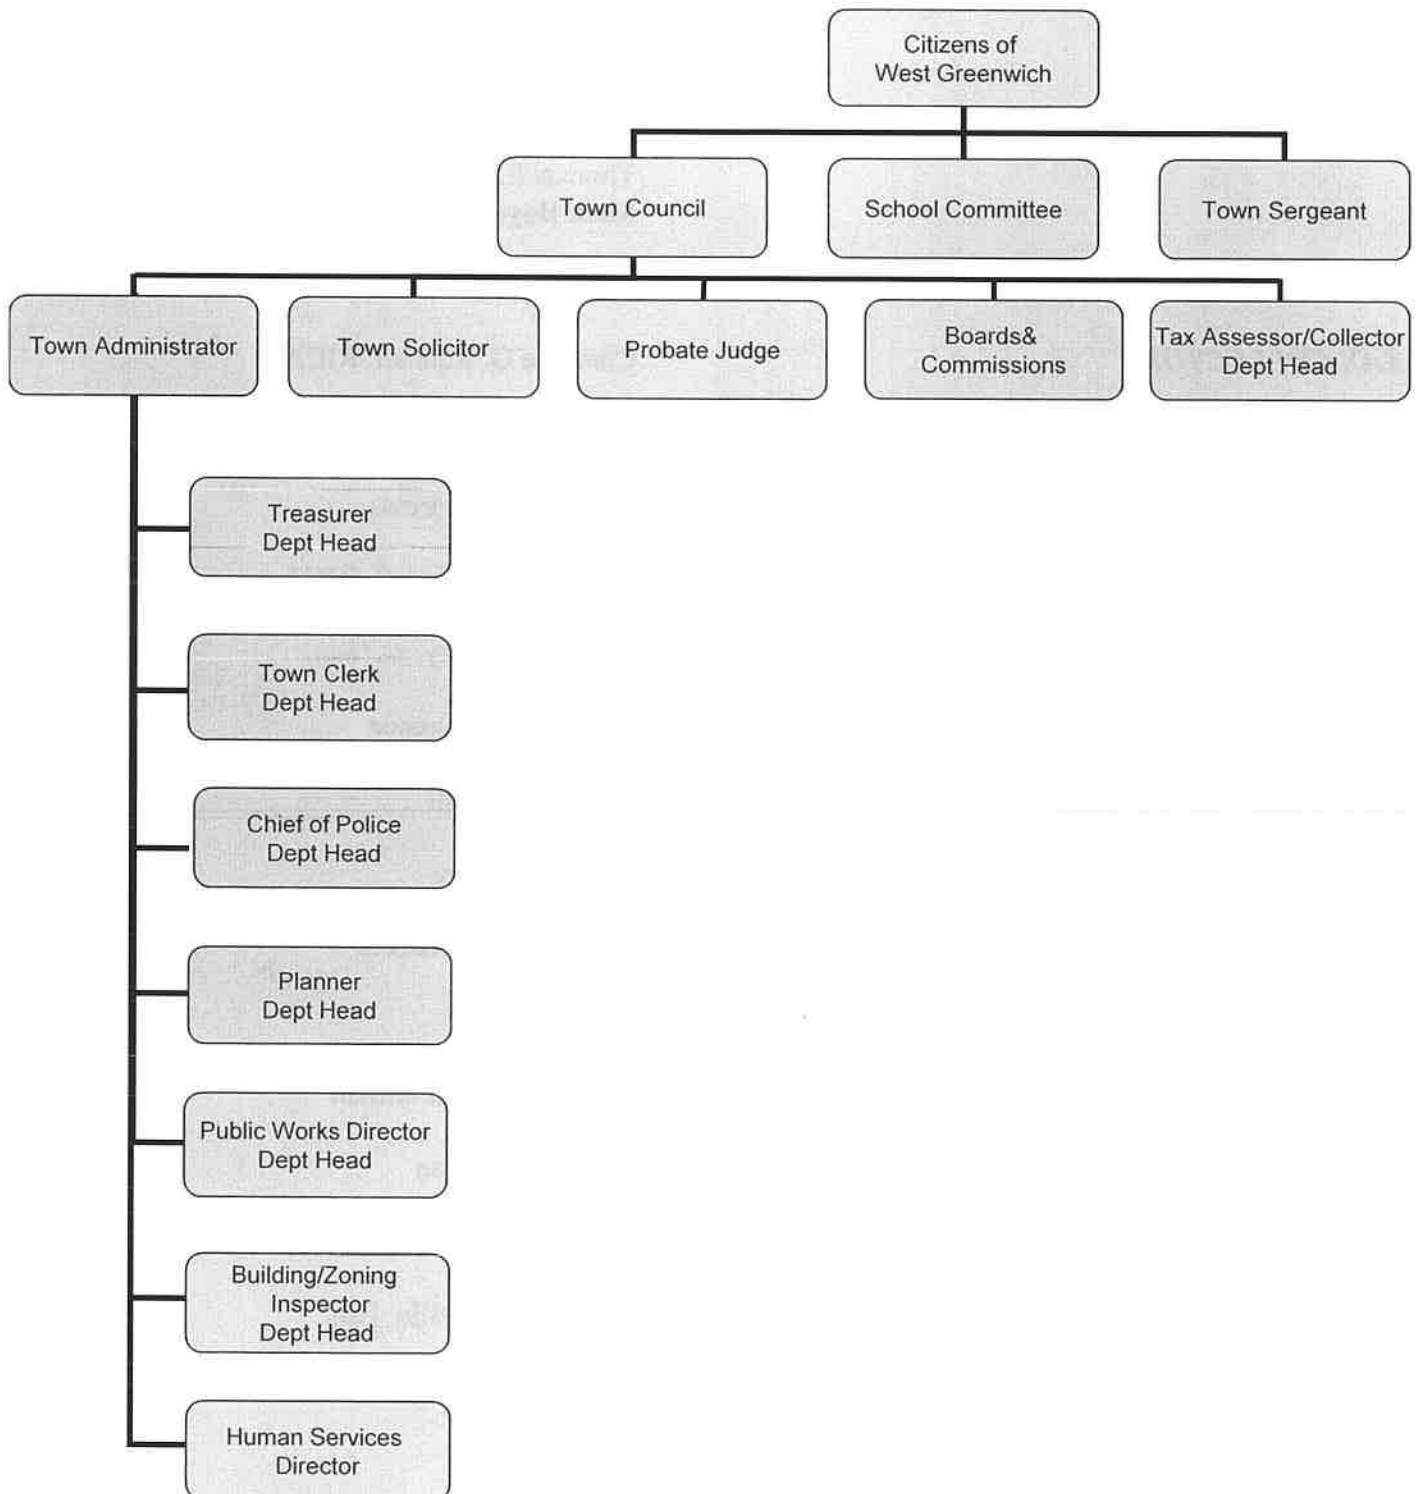 Citizens of
West Greenwich
Town Council
School Committee
Town Sergeant
Town Administrator
Town Solicitor
Probate Judge
Boards&
Commissions
Tax Assessor/Collector
Dept Head
Treasurer
Dept Head
Town Clerk
Dept Head
Chief of Police
Dept Head
Planner
Dept Head
Public Works Director
Dept Head
Building/Zoning
Inspector
Dept Head
Human Services
Director